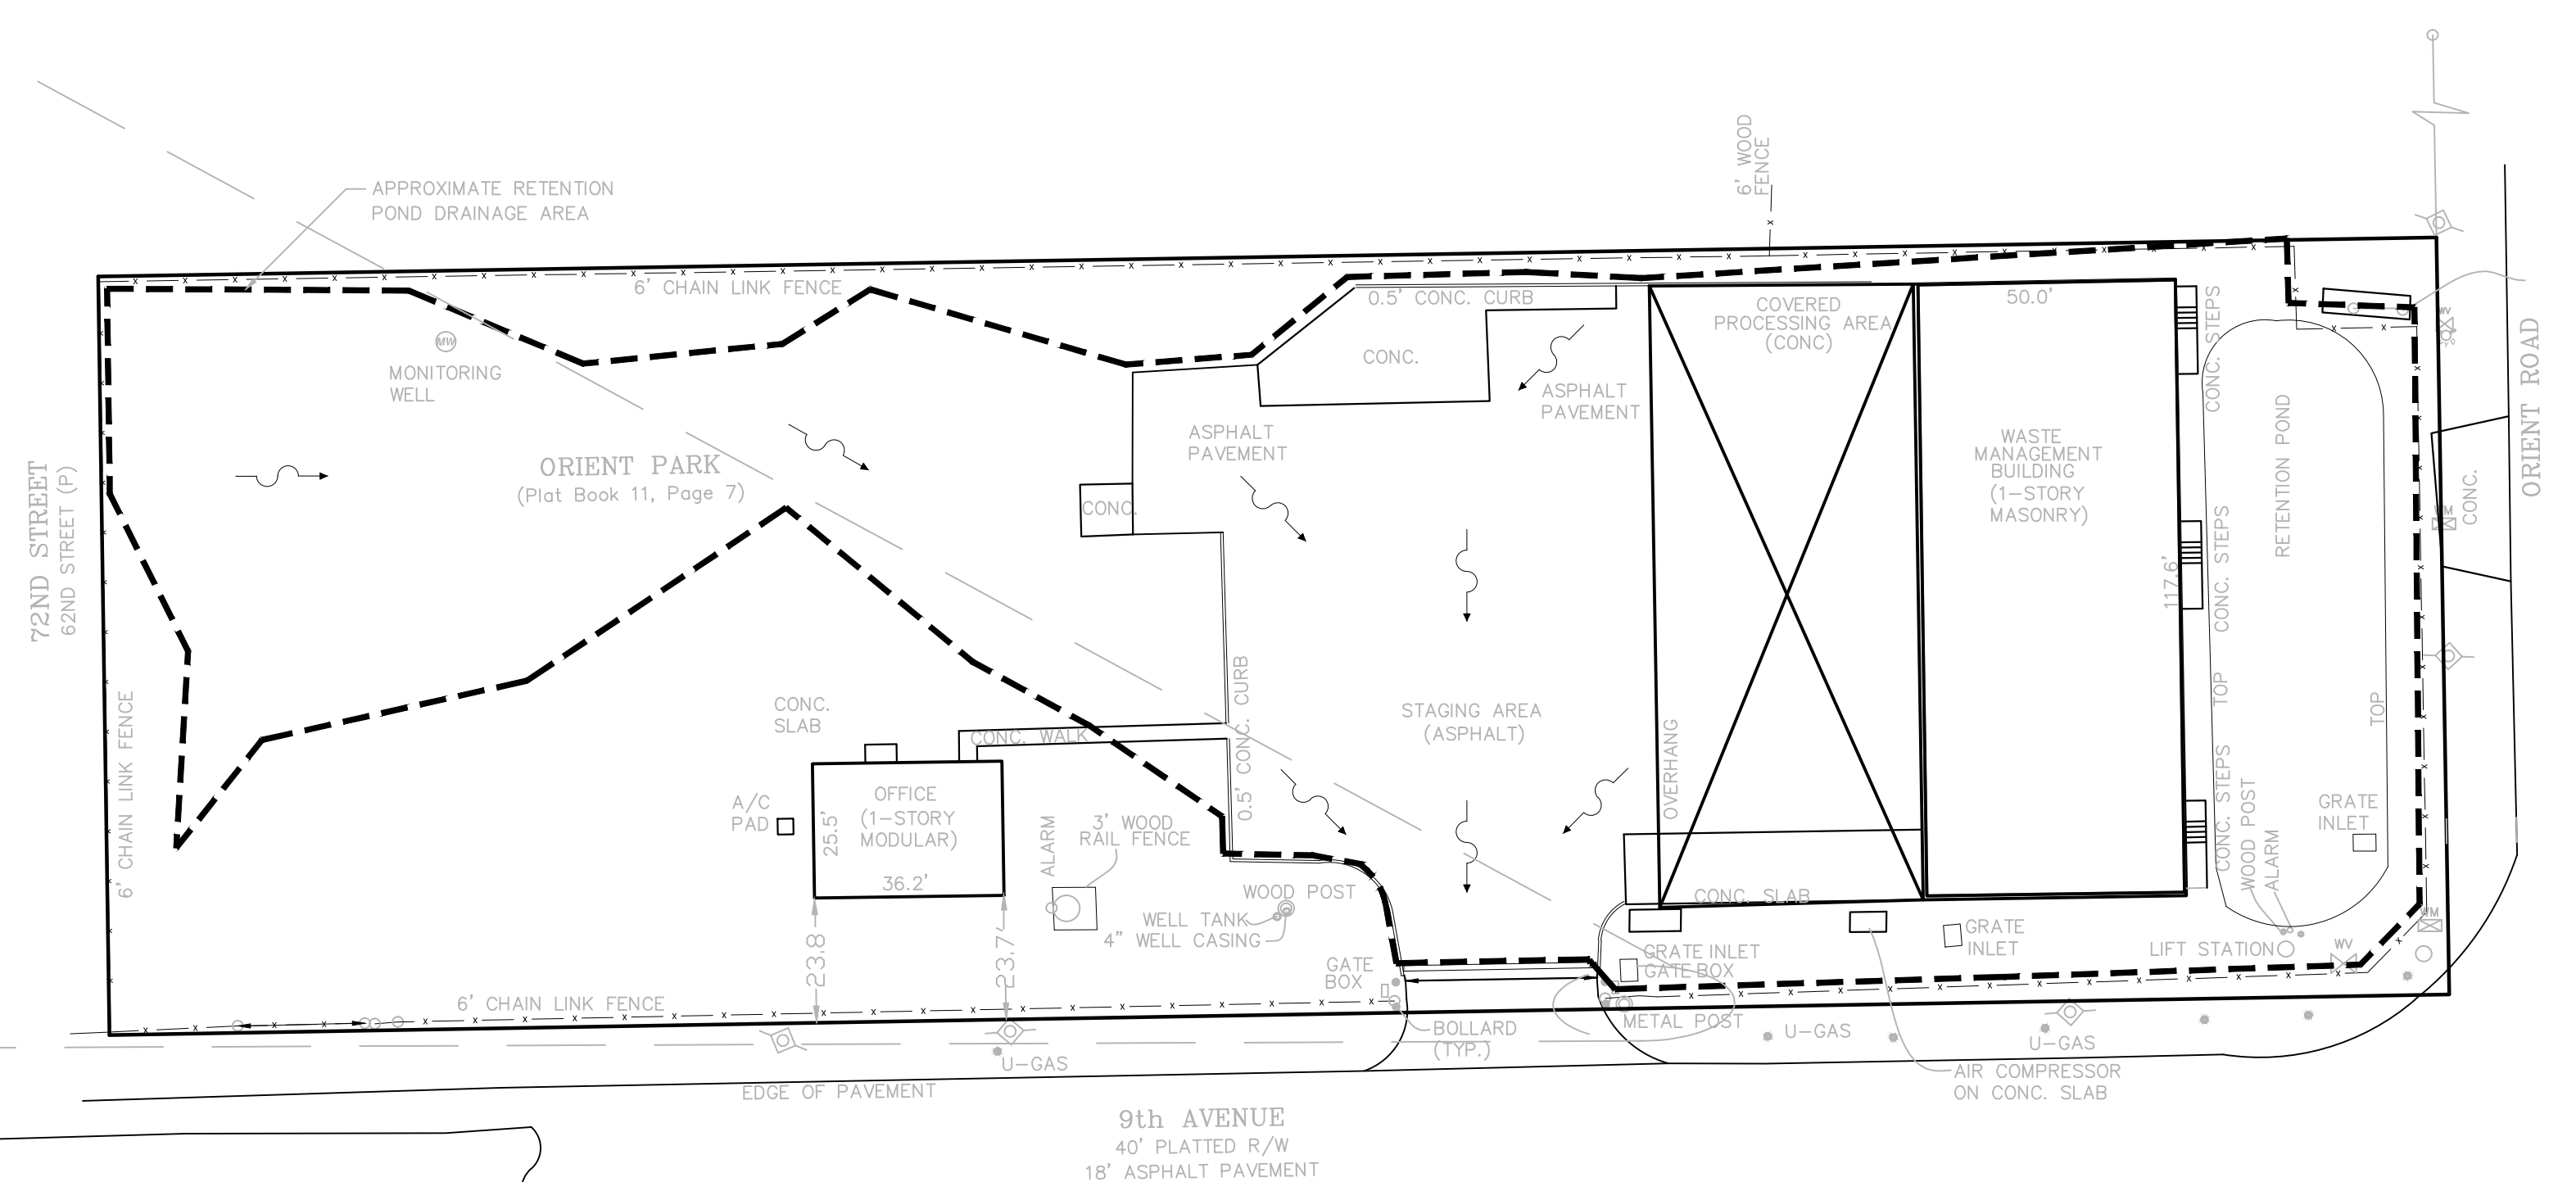 6' WOOD
FENCE
APPROXIMATE RETENTION
POND DRAINAGE AREA
6' CHAIN LINK FENCE
0.5' CONC. CURB
COVERED
PROCESSING AREA
(CONC)
50.0'
CONC. STEPS
WV
ORIENT ROAD
MW
MONITORING
WELL
CONC.
ASPHALT
PAVEMENT
ASPHALT
PAVEMENT
WASTE
MANAGEMENT
BUILDING
(1-STORY
MASONRY)
RETENTION POND
ORIENT PARK
(Plat Book 11, Page 7)
CONC.
CONC.
WM
72ND STREET
62ND STREET (P)
117.6'
CONC. STEPS
TOP
TOP
6' CHAIN LINK FENCE
CONC.
SLAB
CONC. WALK
0.5' CONC. CURB
STAGING AREA
(ASPHALT)
OVERHANG
CONC. STEPS
WOOD POST
ALARM
GRATE
INLET
A/C
PAD
OFFICE
(1-STORY
MODULAR)
25.5'
36.2'
ALARM
3' WOOD
RAIL FENCE
WOOD POST
WELL TANK
4" WELL CASING
CONC. SLAB
GRATE
INLET
WM
LIFT STATION
WV
23.8
23.7'
GATE
BOX
GRATE INLET
GATE BOX
6' CHAIN LINK FENCE
METAL POST
BOLLARD
(TYP.)
U-GAS
U-GAS
U-GAS
AIR COMPRESSOR
ON CONC. SLAB
EDGE OF PAVEMENT
9th AVENUE
40' PLATTED R/W
18' ASPHALT PAVEMENT